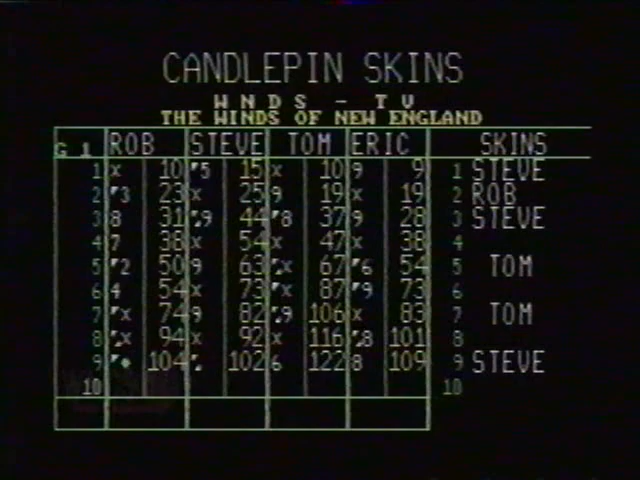 CANDLEPIN SKINS
WNDS - TV
THE WINDS OF NEW ENGLAND
G 1 ROB STEVE TOM ERIC SKINS
1 x 10 5 15 x 10 9 9 1 STEVE
2 3 23 x 25 9 19 x 19 2 ROB
3 8 31 9 44 8 37 9 28 3 STEVE
4 7 38 x 54 x 47 x 38 4
5 2 50 9 63 x 67 6 54 5 TOM
6 4 54 x 73 x 87 9 73 6
7 x 74 9 82 9 106 x 83 7 TOM
8 x 94 x 92 x 116 8 101 8
9 104 102 6 122 8 109 9 STEVE
10 10